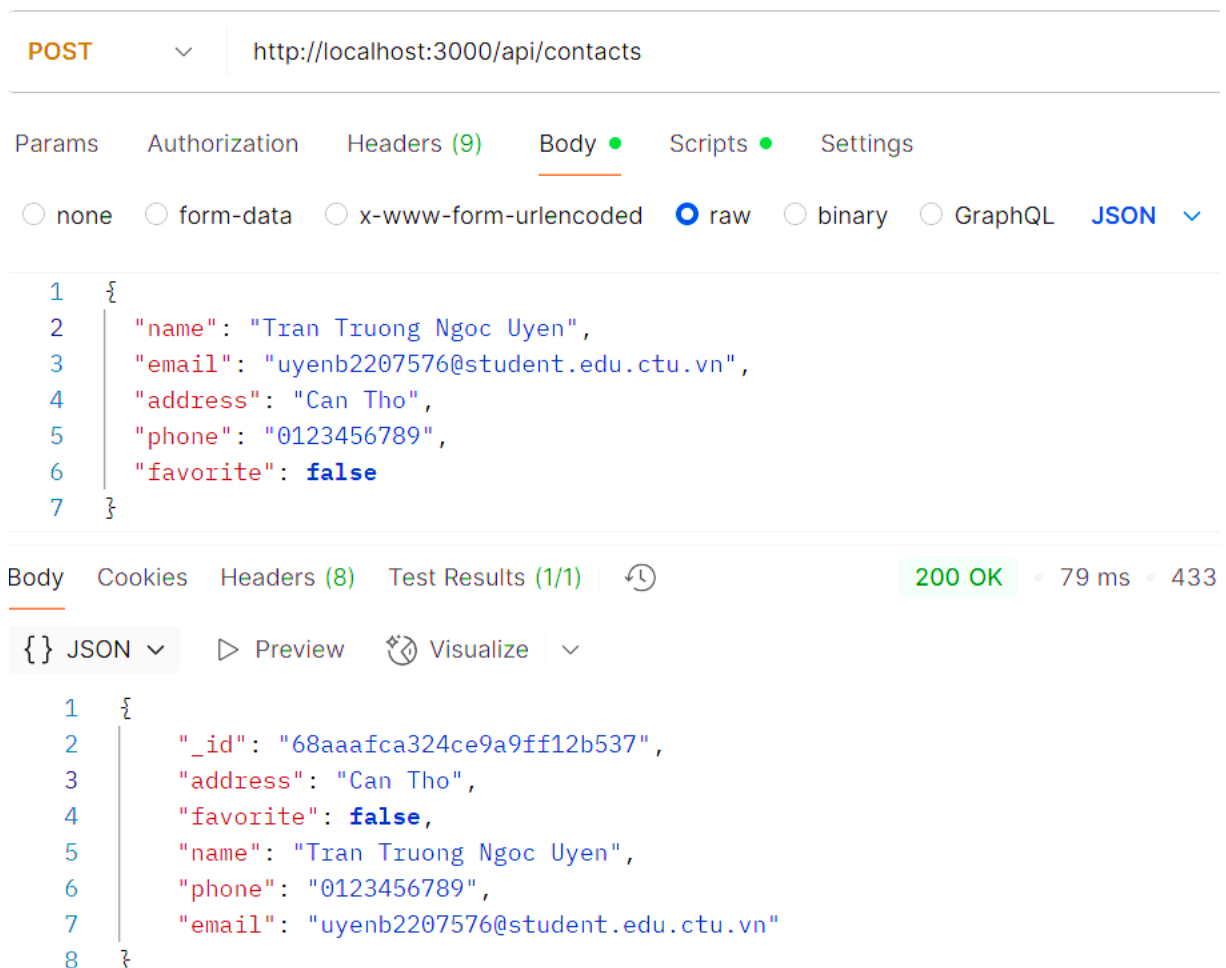 POST http://localhost:3000/api/contacts
Params Authorization Headers (9) Body Scripts Settings
none form-data x-www-form-urlencoded raw binary GraphQL JSON
1 {
2 "name": "Tran Truong Ngoc Uyen",
3 "email": "uyenb2207576@student.edu.ctu.vn",
4 "address": "Can Tho",
5 "phone": "0123456789",
6 "favorite": false
7 }
Body Cookies Headers (8) Test Results (1/1) 200 OK 79 ms 433
{} JSON Preview Visualize
1 {
2 "_id": "68aaafca324ce9a9ff12b537",
3 "address": "Can Tho",
4 "favorite": false,
5 "name": "Tran Truong Ngoc Uyen",
6 "phone": "0123456789",
7 "email": "uyenb2207576@student.edu.ctu.vn"
8 }